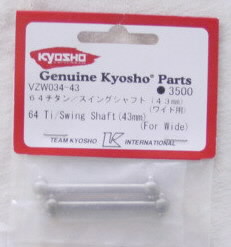 KYOSHO
Genuine Kyosho® Parts
VZW034-43 ●3500
64チタン／スイングシャフト(43mm)
(ワイド用)
64 Ti/Swing Shaft(43mm)
(For Wide)
TEAM KYOSHO K INTERNATIONAL